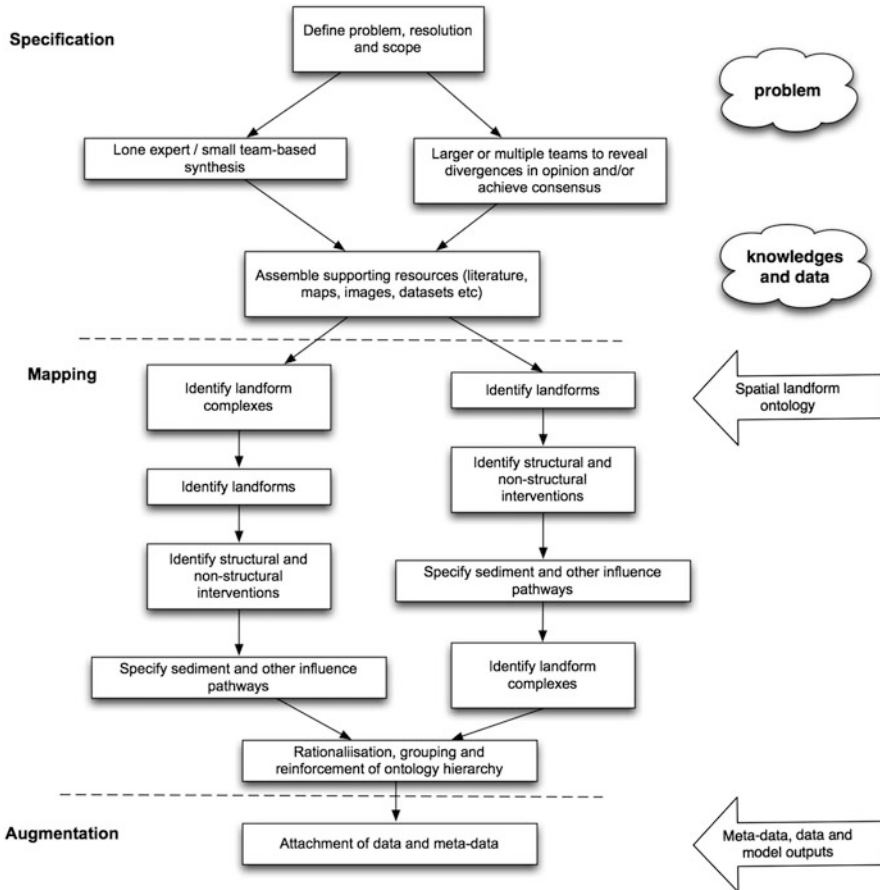 Specification
Define problem, resolution
and scope
problem
Lone expert / small team-based
synthesis
Larger or multiple teams to reveal
divergences in opinion and/or
achieve consensus
knowledges
and data
Assemble supporting resources (literature,
maps, images, datasets etc)
Mapping
Identify landform
complexes
Identify landforms
Identify structural and
non-structural
interventions
Specify sediment and other influence
pathways
Identify landforms
Identify structural and
non-structural
interventions
Specify sediment and other influence
pathways
Identify landform
complexes
Spatial landform
ontology
Rationaliisation, grouping and
reinforcement of ontology hierarchy
Augmentation
Attachment of data and meta-data
Meta-data, data and
model outputs